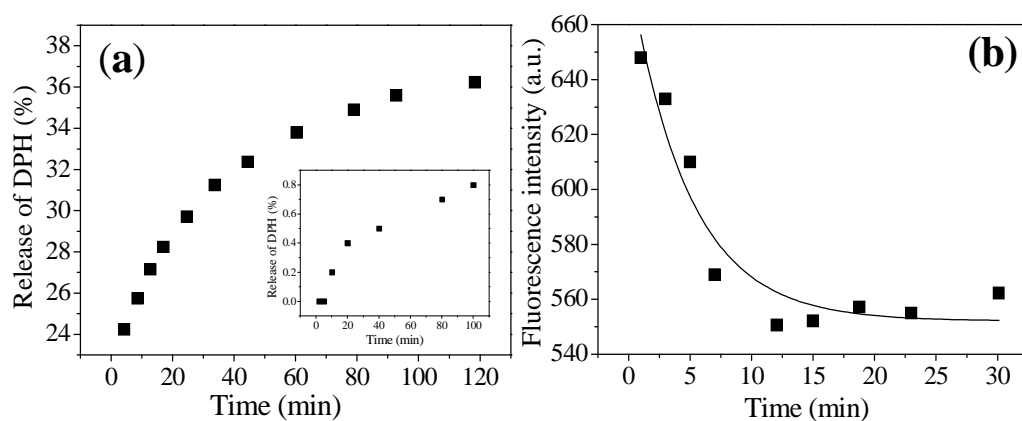 (a)
Release of DPH (%)
38
36
34
32
30
28
26
24
0 20 40 60 80 100 120
Time (min)
Release of DPH (%)
0.8
0.6
0.4
0.2
0.0
0 20 40 60 80 100
Time (min)
(b)
Fluorescence intensity (a.u.)
660
640
620
600
580
560
540
0 5 10 15 20 25 30
Time (min)